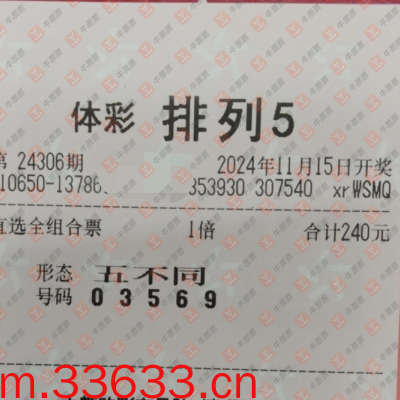 体彩 排列5
第 24306期 2024年11月15日开奖
10650-13786 353930 307540 xrWSMQ
直选全组合票 1倍 合计240元
形态 五不同
号码 0 3 5 6 9
m.33633.cn